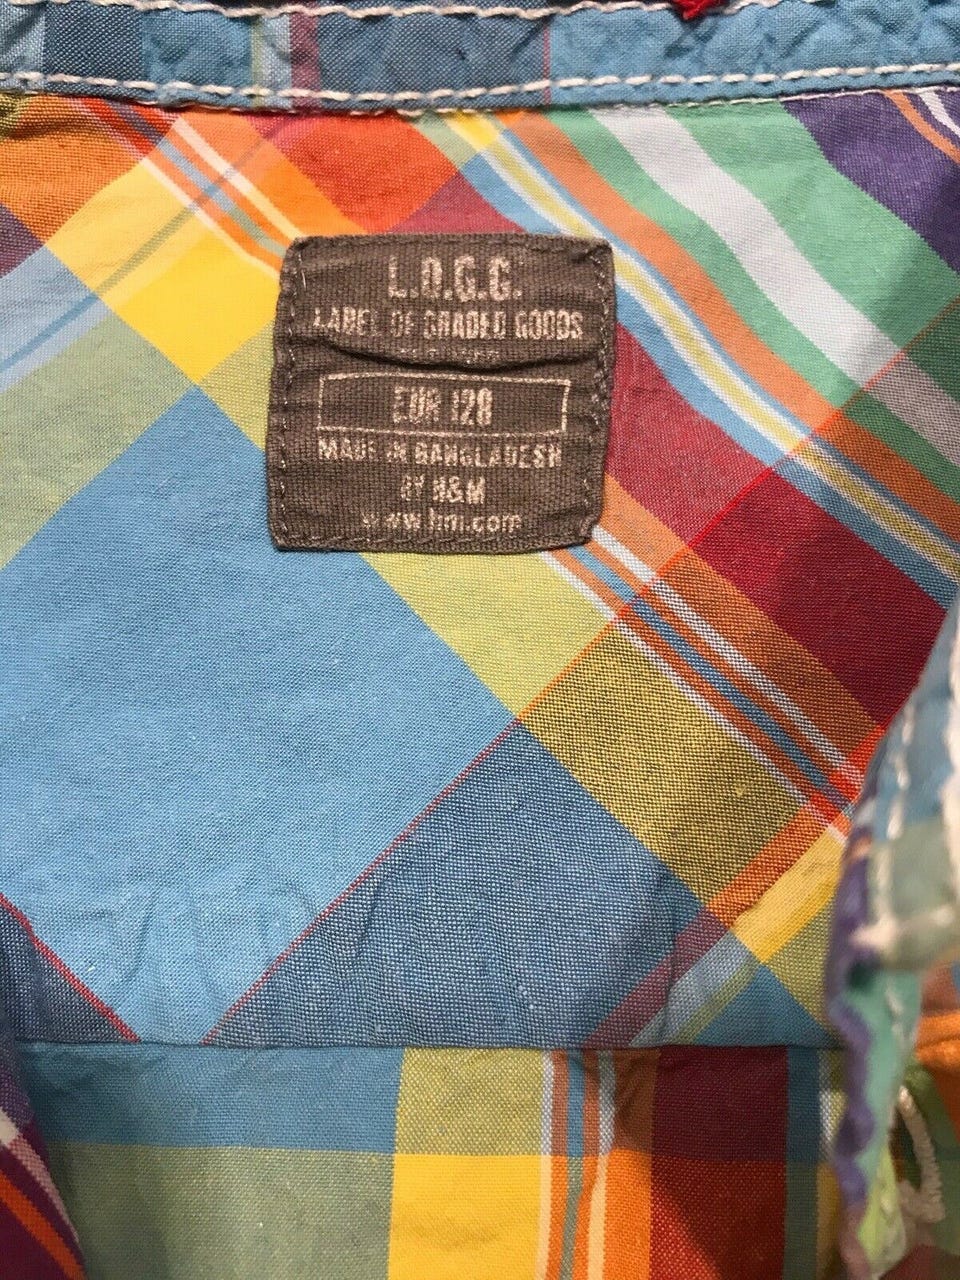 L.O.G.G.
LABEL OF GRADED GOODS
EUR 128
MADE IN BANGLADESH
BY H&M
www.hm.com